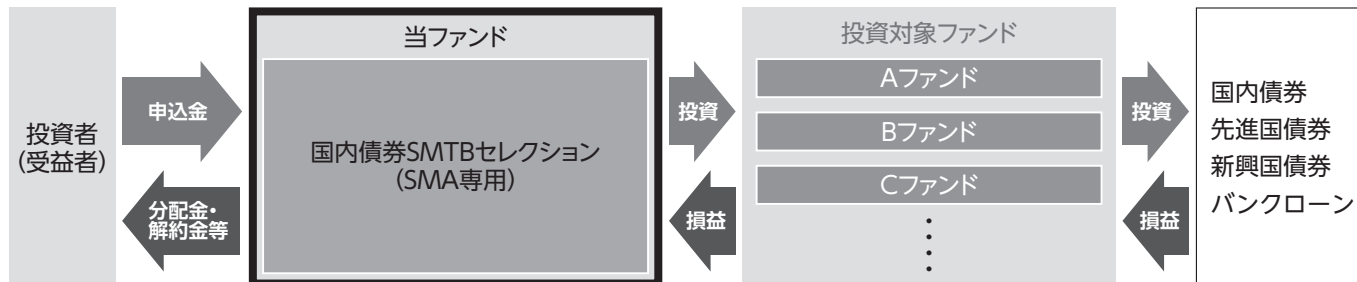 投資者
(受益者)
申込金
分配金・
解約金等
当ファンド
国内債券SMTBセレクション
(SMA専用)
投資
損益
投資対象ファンド
Aファンド
Bファンド
Cファンド
投資
損益
国内債券
先進国債券
新興国債券
バンクローン